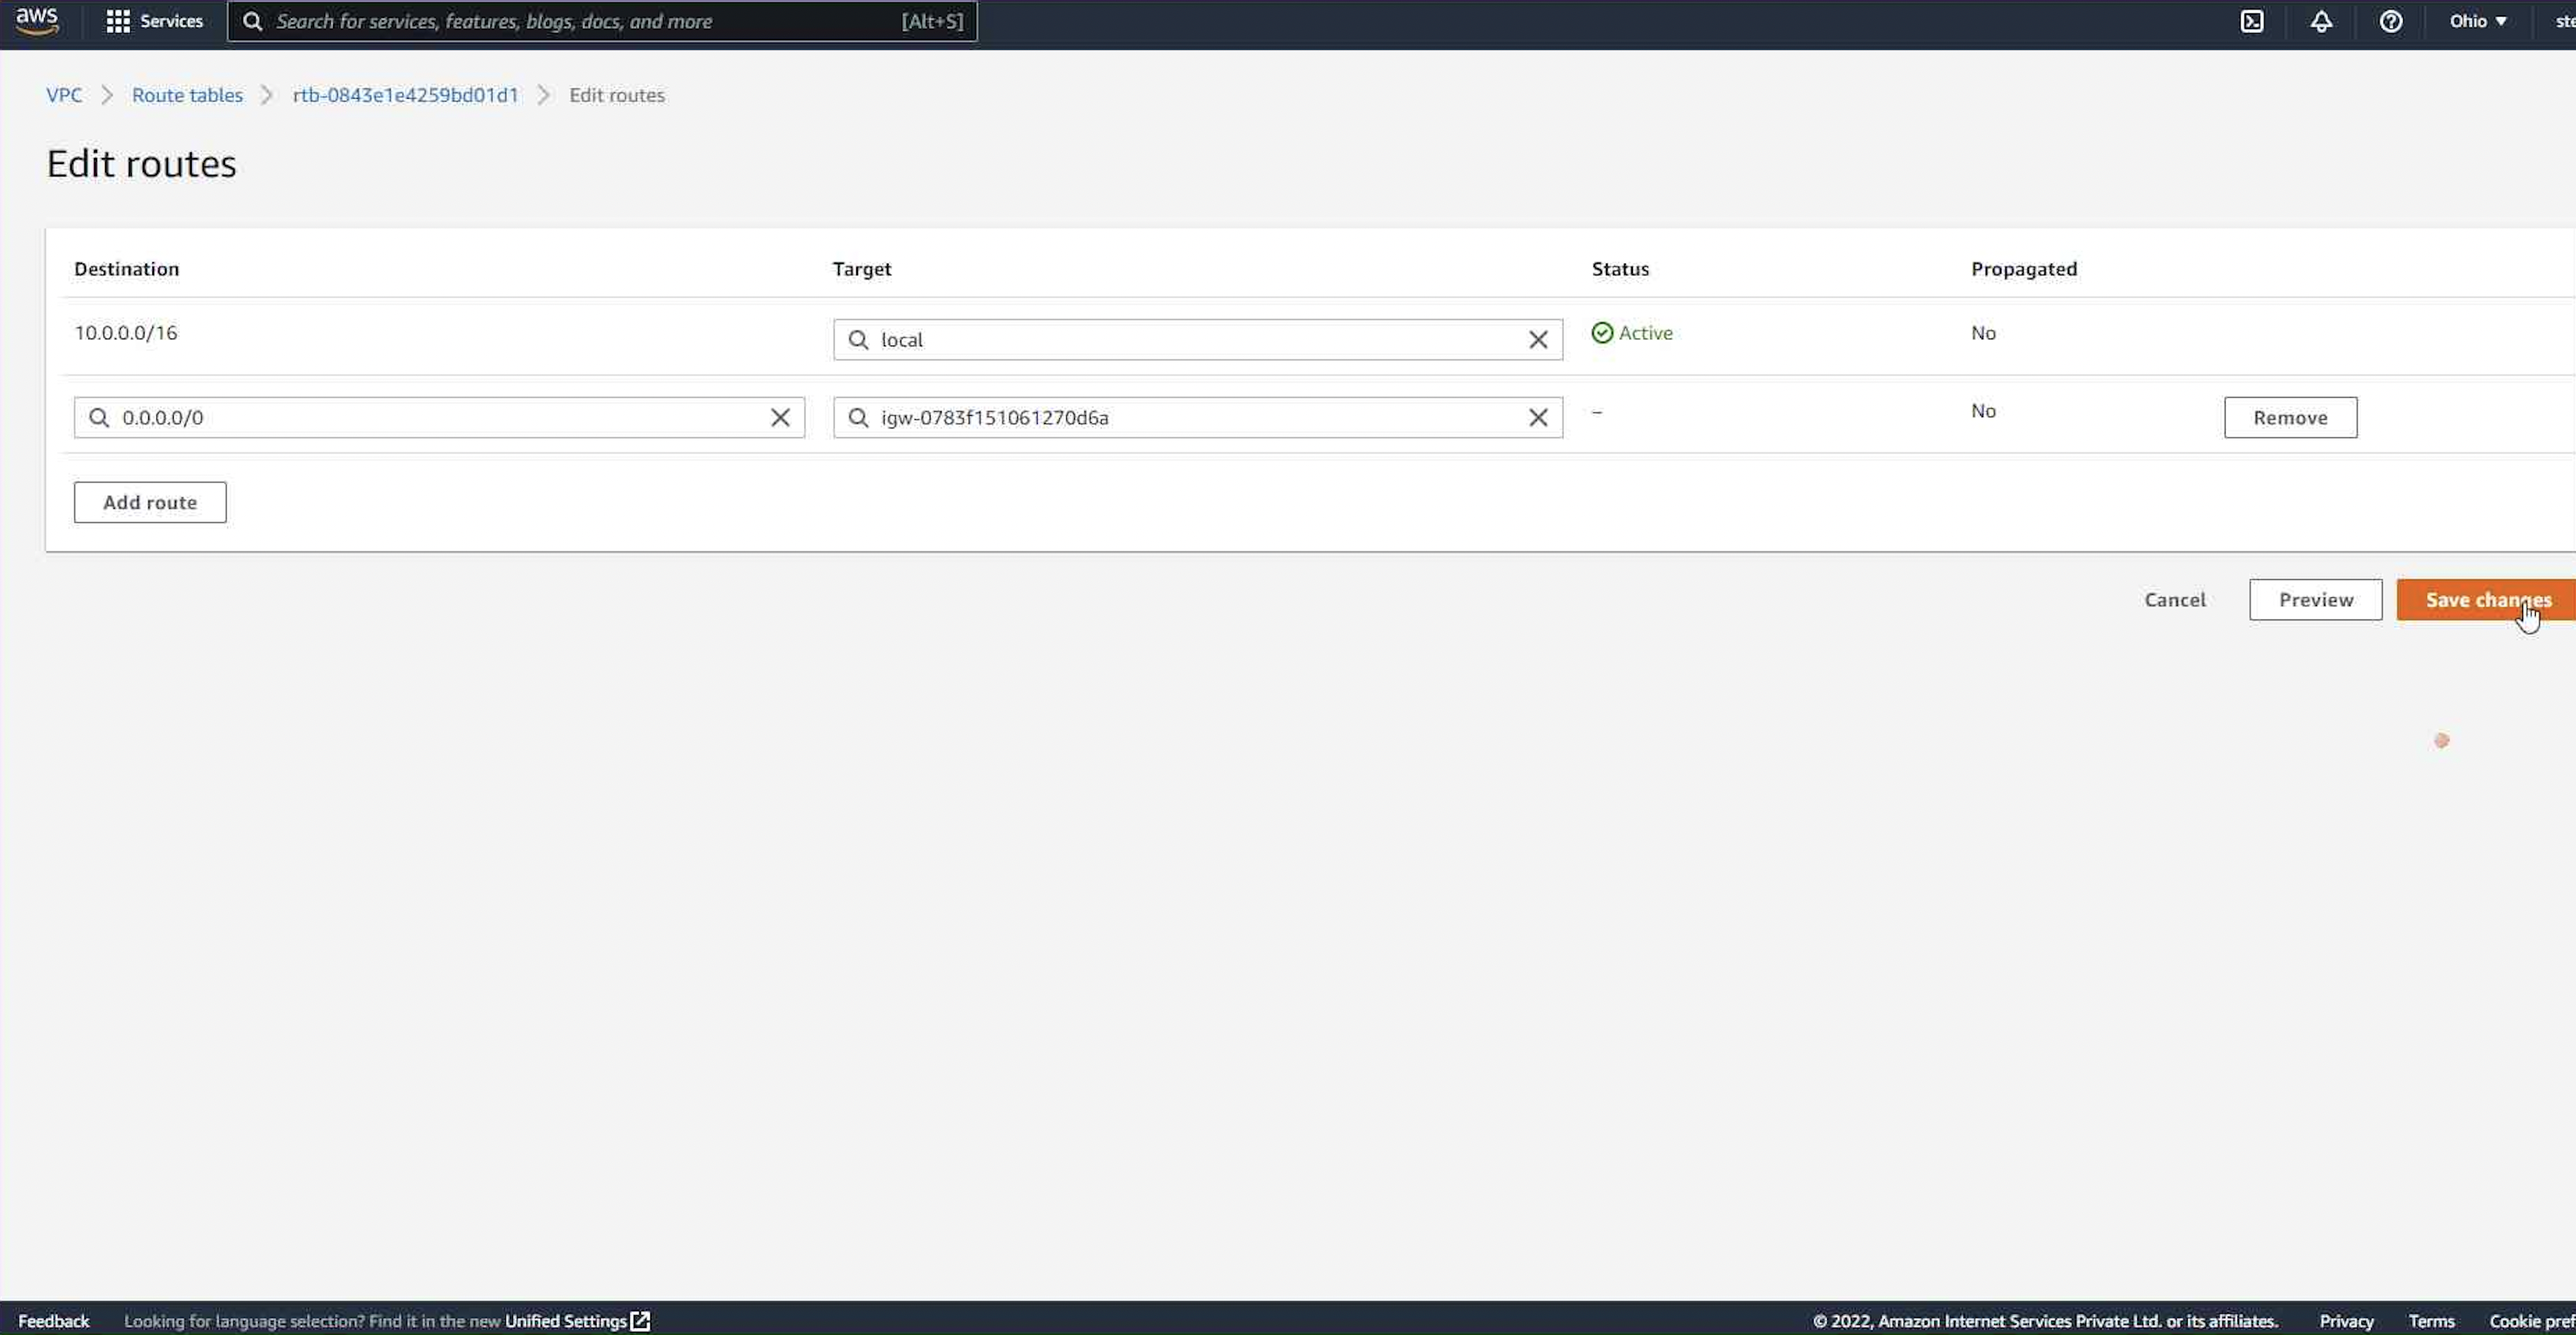 aws Services Search for services, features, blogs, docs, and more [Alt+S] Ohio
VPC Route tables rtb-0843e1e4259bd01d1 Edit routes
Edit routes
Destination Target Status Propagated
10.0.0.0/16 local Active No
0.0.0.0/0 igw-0783f151061270d6a – No Remove
Add route
Cancel Preview Save changes
Feedback Looking for language selection? Find it in the new Unified Settings © 2022, Amazon Internet Services Private Ltd. or its affiliates. Privacy Terms Cookie